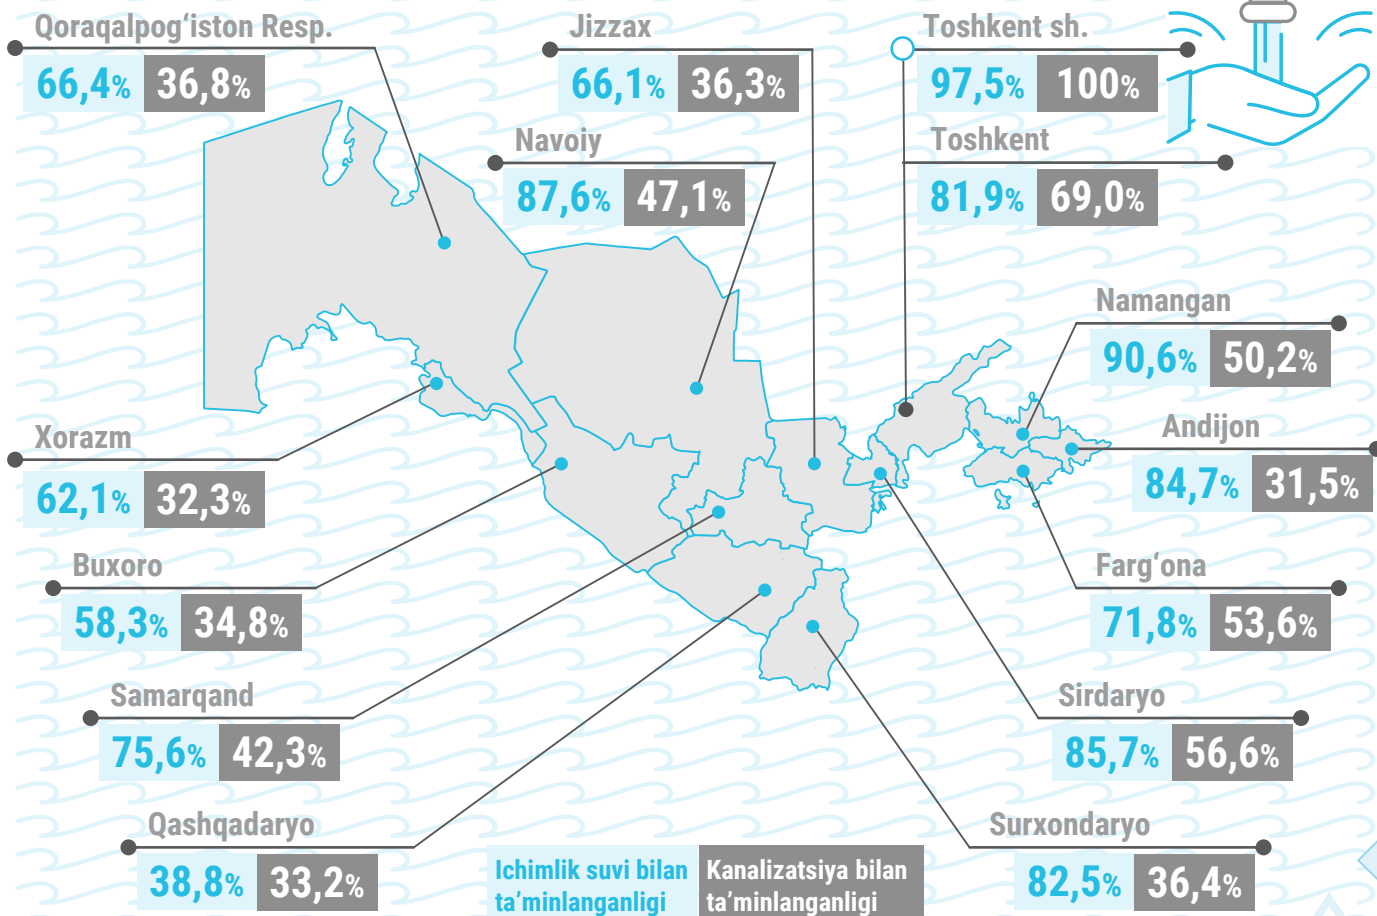 Qoraqalpog‘iston Resp.
66,4% 36,8%
Jizzax
66,1% 36,3%
Toshkent sh.
97,5% 100%
Navoiy
87,6% 47,1%
Toshkent
81,9% 69,0%
Namangan
90,6% 50,2%
Xorazm
62,1% 32,3%
Andijon
84,7% 31,5%
Buxoro
58,3% 34,8%
Farg‘ona
71,8% 53,6%
Samarqand
75,6% 42,3%
Sirdaryo
85,7% 56,6%
Qashqadaryo
38,8% 33,2%
Surxondaryo
82,5% 36,4%
Ichimlik suvi bilan
ta’minlanganligi
Kanalizatsiya bilan
ta’minlanganligi